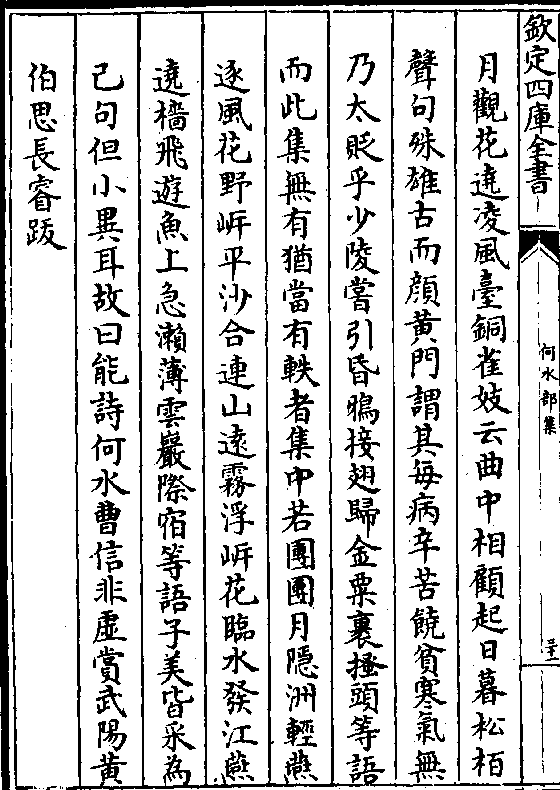 欽定四庫全書
何水部集
三十
月觀花遶凌風臺銅雀妓云曲中相顧起日暮松栢
聲句殊雄古而顔黄門謂其每病辛苦饒貧寒氣無
乃太貶乎少陵嘗引昏鴉接翅歸金粟裏搔頭等語
而此集無有猶當有軼者集中若團團月隱洲輕燕
逐風花野㟁平沙合連山逺霧浮㟁花臨水發江燕
遶檣飛遊魚上急瀨薄雲巖際宿等語子美皆采為
己句但小異耳故曰能詩何水曹信非虚賞武陽黄
伯思長睿跋